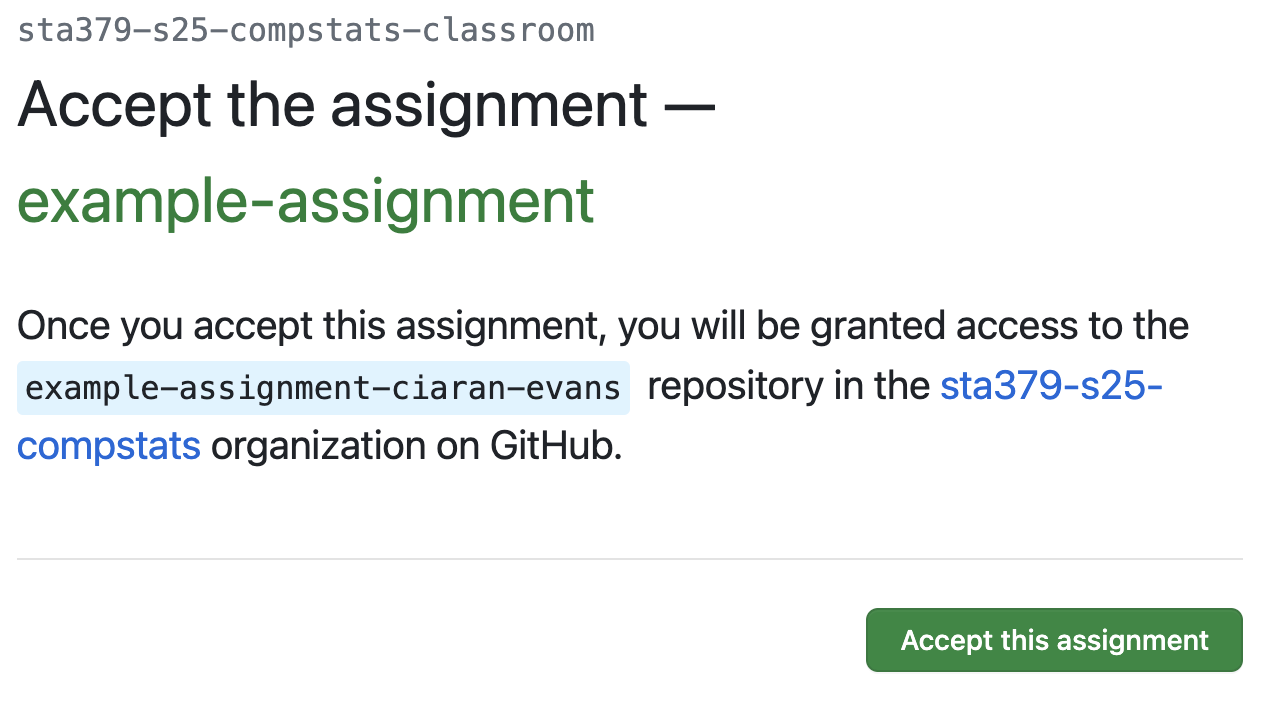 sta379-s25-compstats-classroom
Accept the assignment —
example-assignment
Once you accept this assignment, you will be granted access to the
example-assignment-ciaran-evans repository in the sta379-s25-
compstats organization on GitHub.
Accept this assignment